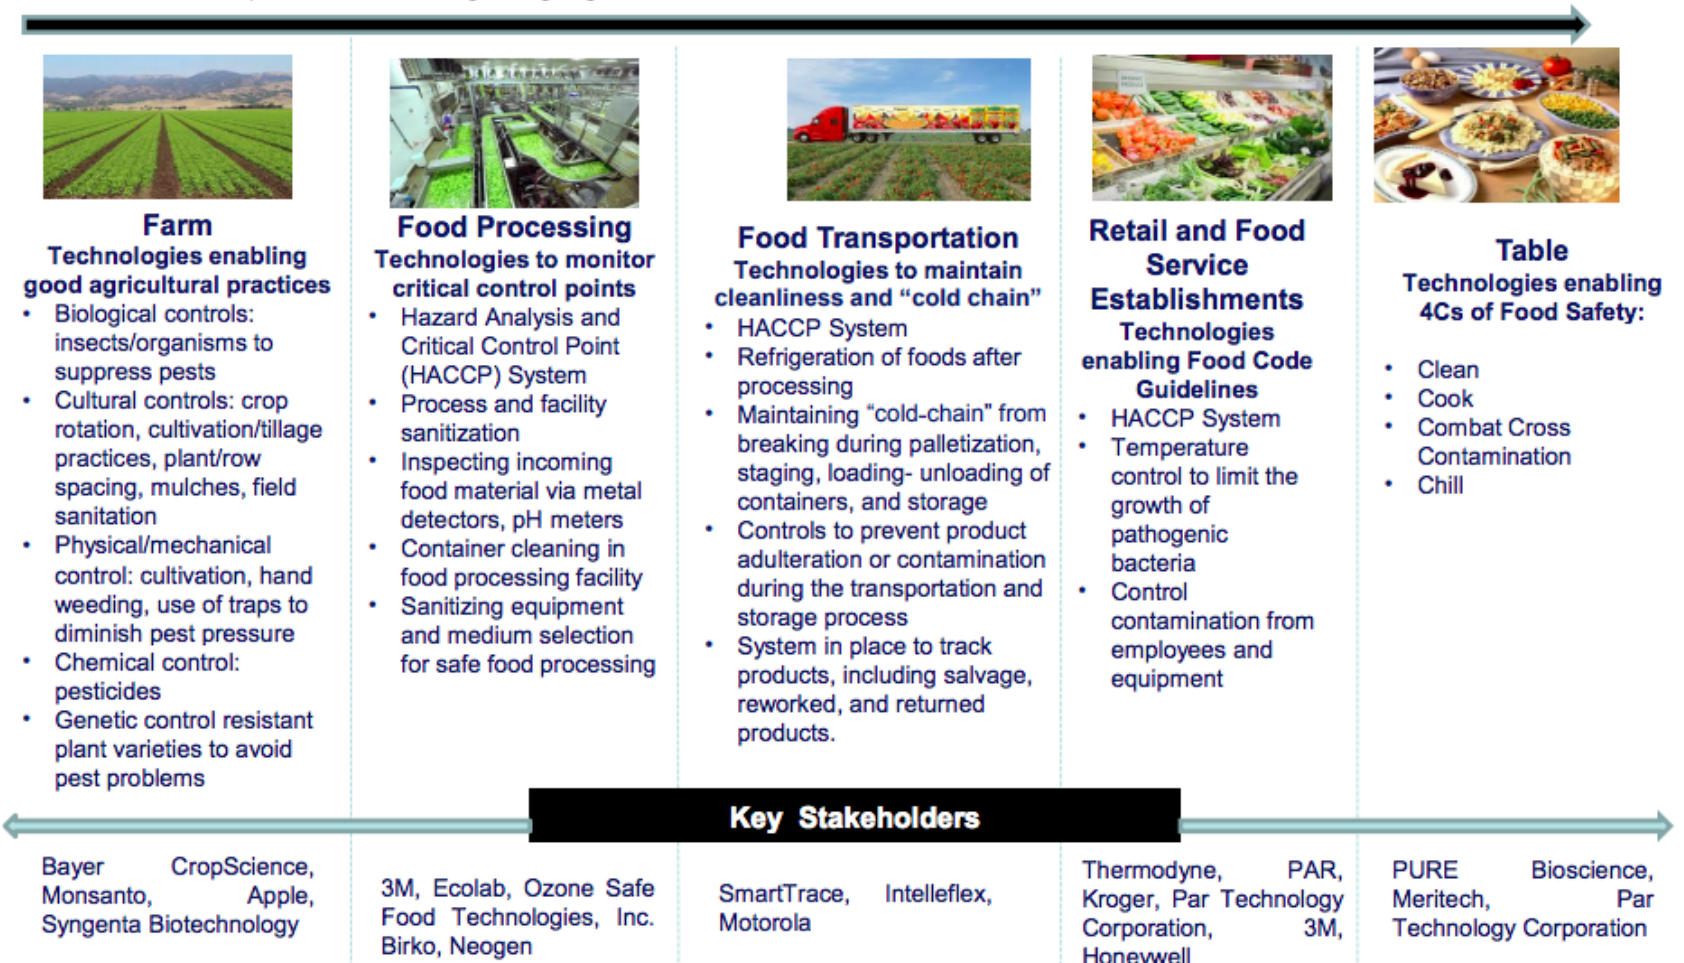 Farm
Technologies enabling
good agricultural practices
• Biological controls:
insects/organisms to
suppress pests
• Cultural controls: crop
rotation, cultivation/tillage
practices, plant/row
spacing, mulches, field
sanitation
• Physical/mechanical
control: cultivation, hand
weeding, use of traps to
diminish pest pressure
• Chemical control:
pesticides
• Genetic control resistant
plant varieties to avoid
pest problems
Food Processing
Technologies to monitor
critical control points
• Hazard Analysis and
Critical Control Point
(HACCP) System
• Process and facility
sanitization
• Inspecting incoming
food material via metal
detectors, pH meters
• Container cleaning in
food processing facility
• Sanitizing equipment
and medium selection
for safe food processing
Food Transportation
Technologies to maintain
cleanliness and “cold chain”
• HACCP System
• Refrigeration of foods after
processing
• Maintaining “cold-chain” from
breaking during palletization,
staging, loading- unloading of
containers, and storage
• Controls to prevent product
adulteration or contamination
during the transportation and
storage process
• System in place to track
products, including salvage,
reworked, and returned
products.
Retail and Food
Service
Establishments
Technologies
enabling Food Code
Guidelines
• HACCP System
• Temperature
control to limit the
growth of
pathogenic
bacteria
• Control
contamination from
employees and
equipment
Table
Technologies enabling
4Cs of Food Safety:
• Clean
• Cook
• Combat Cross
Contamination
• Chill
Key Stakeholders
Bayer CropScience,
Monsanto, Apple,
Syngenta Biotechnology
3M, Ecolab, Ozone Safe
Food Technologies, Inc.
Birko, Neogen
SmartTrace, Intelleflex,
Motorola
Thermodyne, PAR,
Kroger, Par Technology
Corporation, 3M,
Honeywell
PURE Bioscience,
Meritech, Par
Technology Corporation